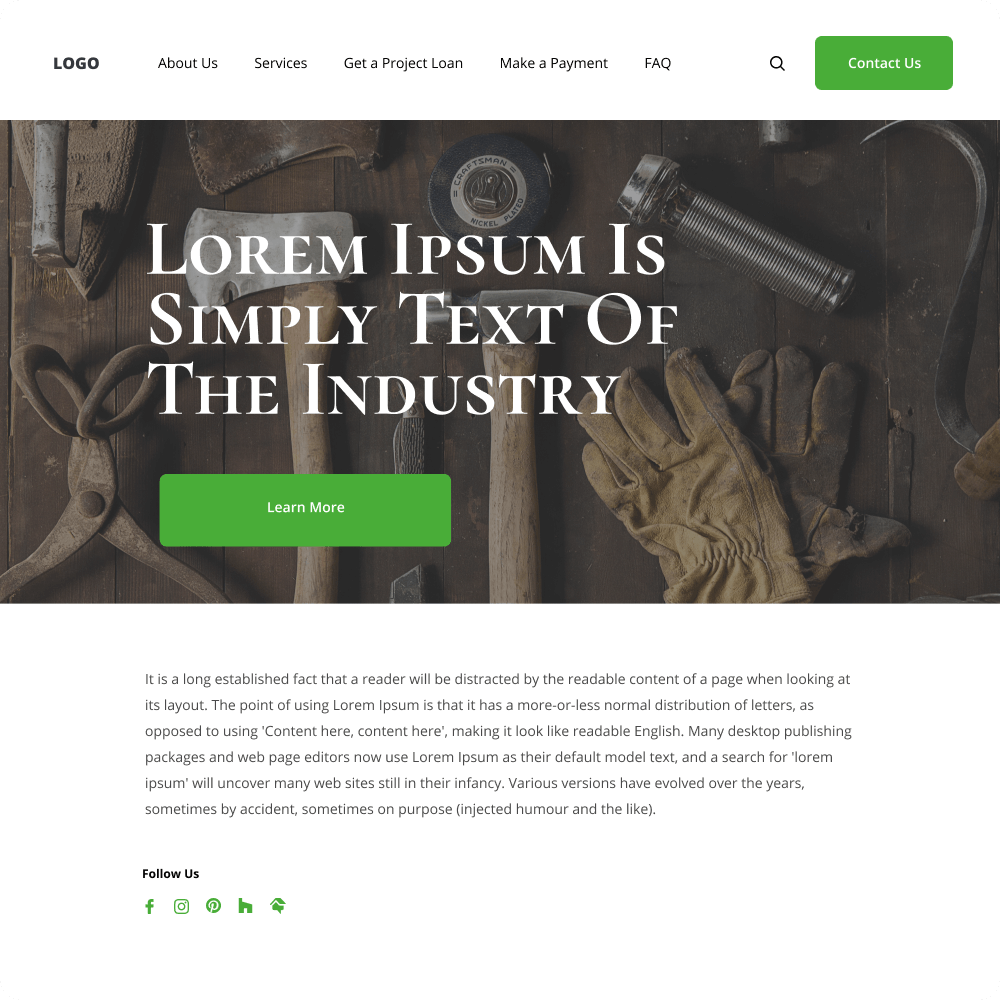 LOGO
About Us
Services
Get a Project Loan
Make a Payment
FAQ
Contact Us
CRAFTSMAN
NICKEL PLATED
Lorem Ipsum Is
Simply Text Of
The Industry
Learn More
It is a long established fact that a reader will be distracted by the readable content of a page when looking at
its layout. The point of using Lorem Ipsum is that it has a more-or-less normal distribution of letters, as
opposed to using 'Content here, content here', making it look like readable English. Many desktop publishing
packages and web page editors now use Lorem Ipsum as their default model text, and a search for 'lorem
ipsum' will uncover many web sites still in their infancy. Various versions have evolved over the years,
sometimes by accident, sometimes on purpose (injected humour and the like).
Follow Us